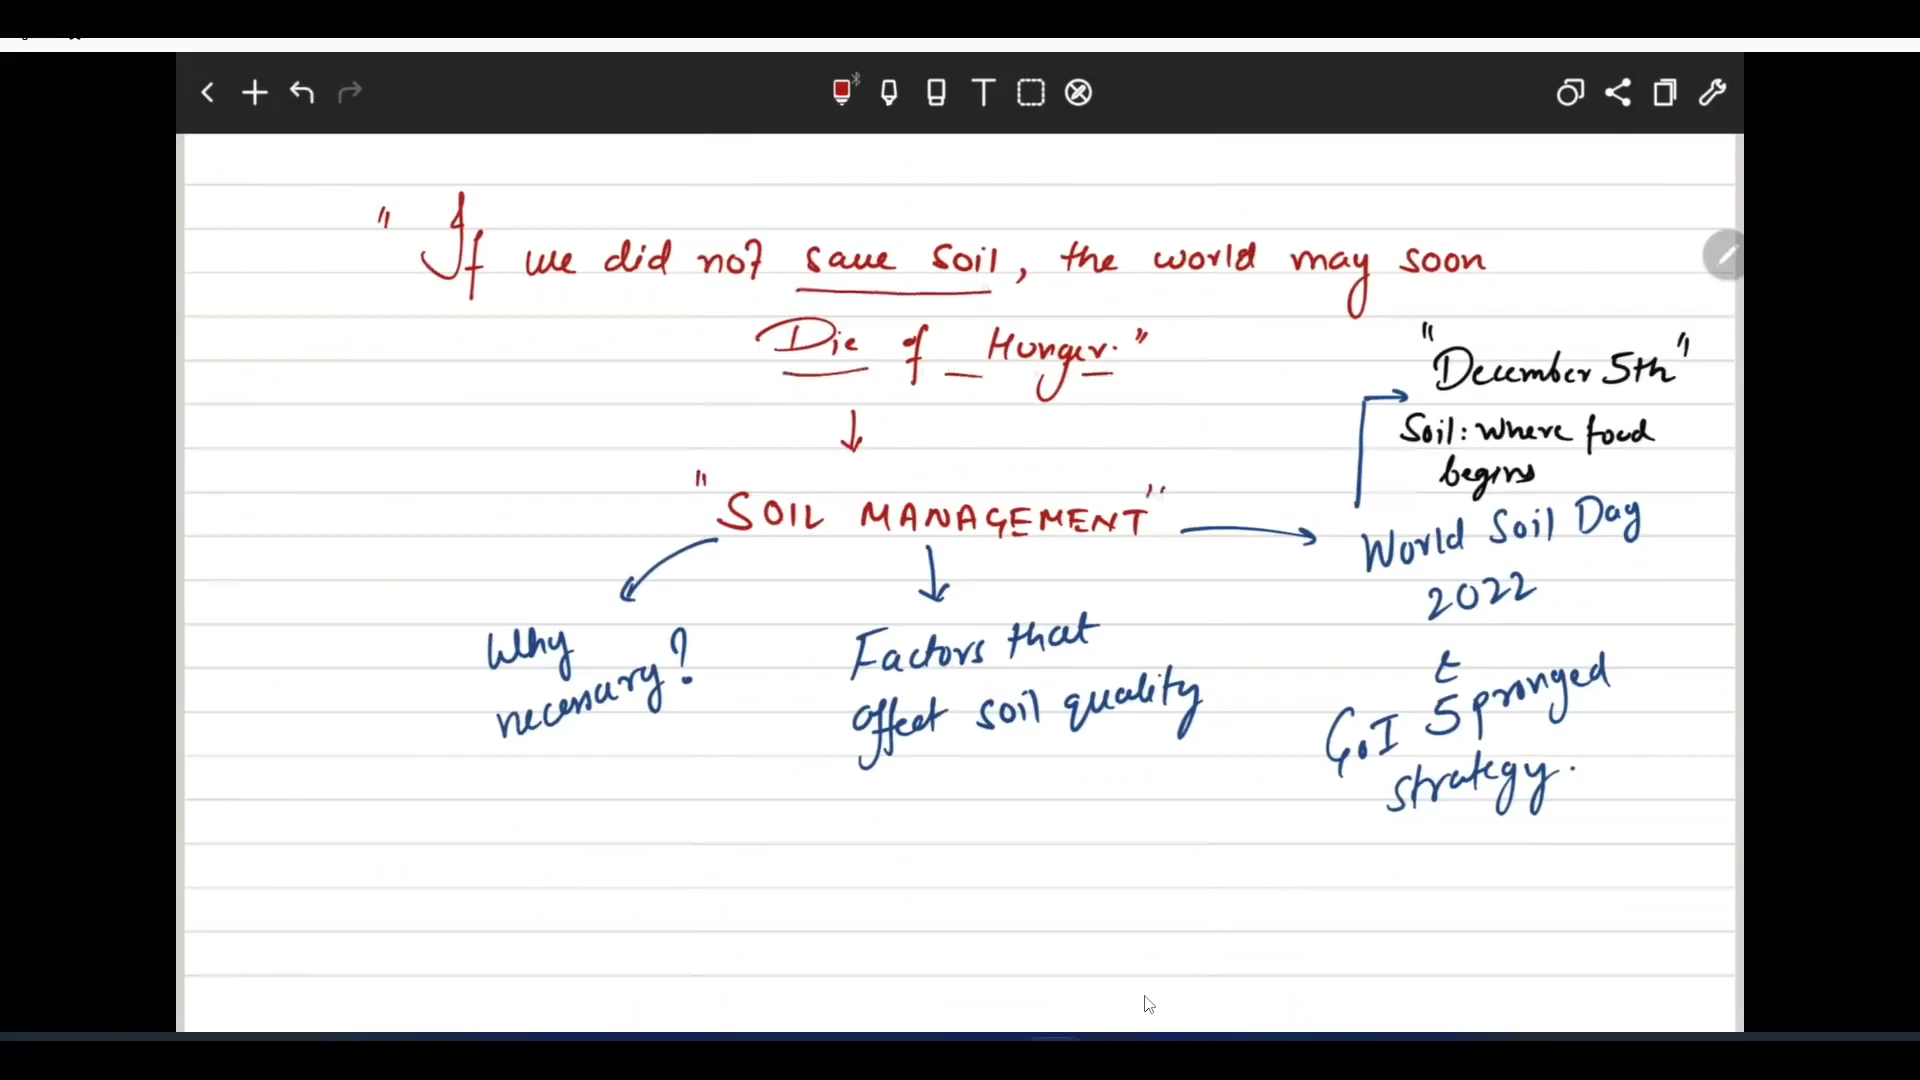 " If we did not save soil, the world may soon
Die of Hunger."
"December 5th"
Soil: where food
begins
"SOIL MANAGEMENT"
World Soil Day
2022
Why
necessary?
Factors that
affect soil quality
&
GoI 5 pronged
strategy.